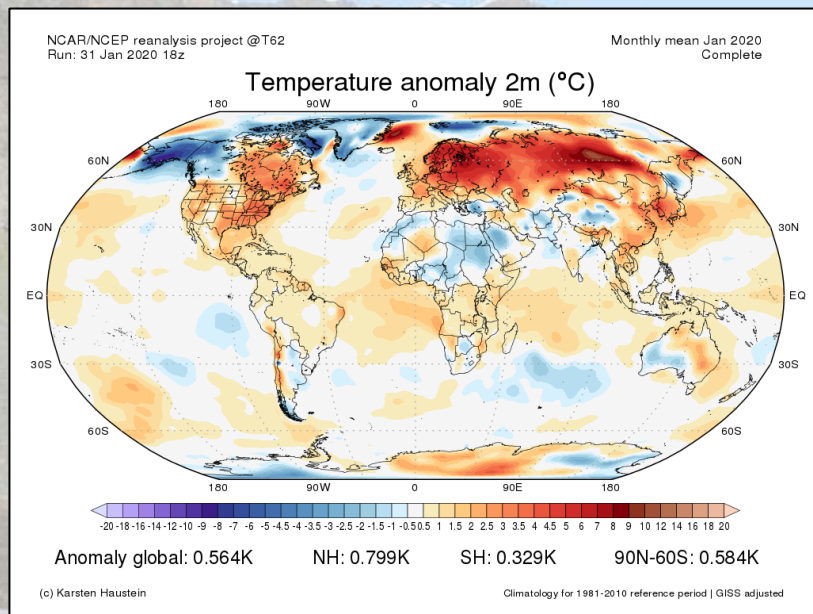 NCAR/NCEP reanalysis project @T62
Run: 31 Jan 2020 18z
Monthly mean Jan 2020
Complete
Temperature anomaly 2m (°C)
180 90W 0 90E 180
60N 60N
30N 30N
EQ EQ
30S 30S
60S 60S
180 90W 0 90E 180
-20 -18 -16 -14 -12 -10 -9 -8 -7 -6 -5 -4.5 -4 -3.5 -3 -2.5 -2 -1.5 -1 -0.5 0.5 1 1.5 2 2.5 3 3.5 4 4.5 5 6 7 8 9 10 12 14 16 18 20
Anomaly global: 0.564K NH: 0.799K SH: 0.329K 90N-60S: 0.584K
(c) Karsten Haustein
Climatology for 1981-2010 reference period | GISS adjusted